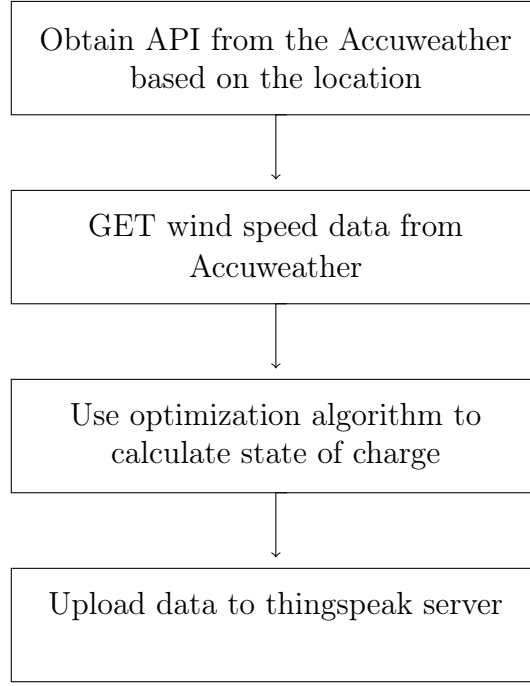 Obtain API from the Accuweather
based on the location
GET wind speed data from
Accuweather
Use optimization algorithm to
calculate state of charge
Upload data to thingspeak server